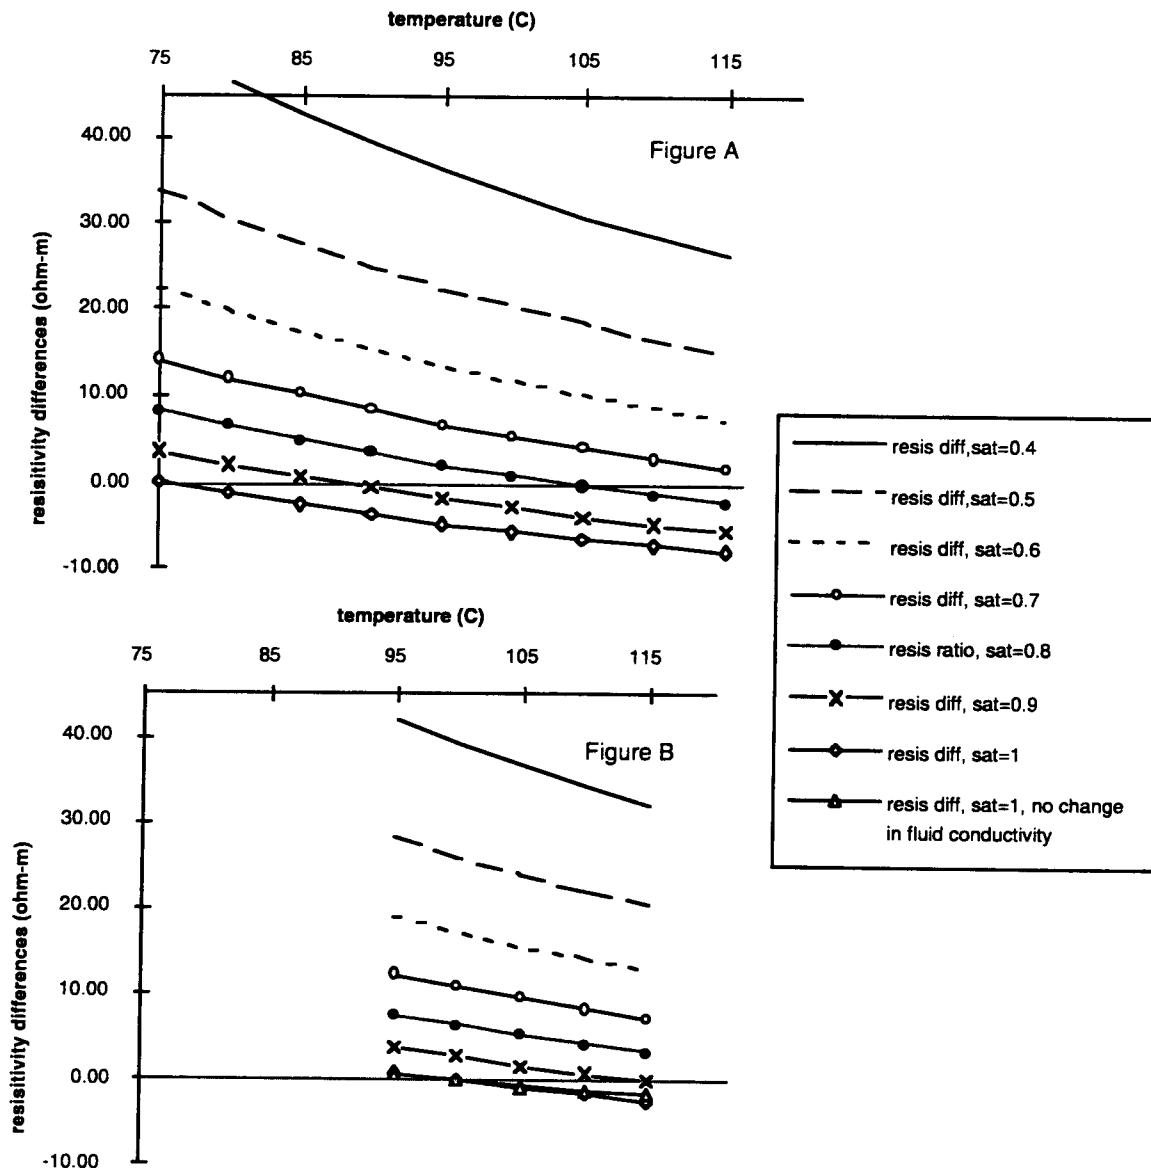 temperature (C)
75 85 95 105 115
40.00
30.00
20.00
10.00
0.00
-10.00
resisitivity differences (ohm-m)
Figure A
temperature (C)
75 85 95 105 115
40.00
30.00
20.00
10.00
0.00
-10.00
resisitivity differences (ohm-m)
Figure B
resis diff,sat=0.4
resis diff,sat=0.5
resis diff, sat=0.6
resis diff, sat=0.7
resis ratio, sat=0.8
resis diff, sat=0.9
resis diff, sat=1
resis diff, sat=1, no change
in fluid conductivity